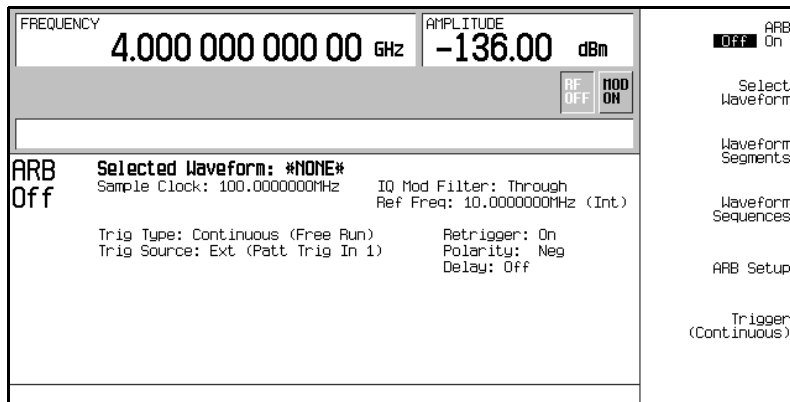 FREQUENCY
4.000 000 000 00 GHz
AMPLITUDE
-136.00 dBm
RF OFF
MOD ON
ARB Off
Selected Waveform: *NONE*
Sample Clock: 100.0000000MHz
IQ Mod Filter: Through
Ref Freq: 10.0000000MHz (Int)
Trig Type: Continuous (Free Run)
Retrigger: On
Trig Source: Ext (Patt Trig In 1)
Polarity: Neg
Delay: Off
ARB
Off On
Select
Waveform
Waveform
Segments
Waveform
Sequences
ARB Setup
Trigger
(Continuous)